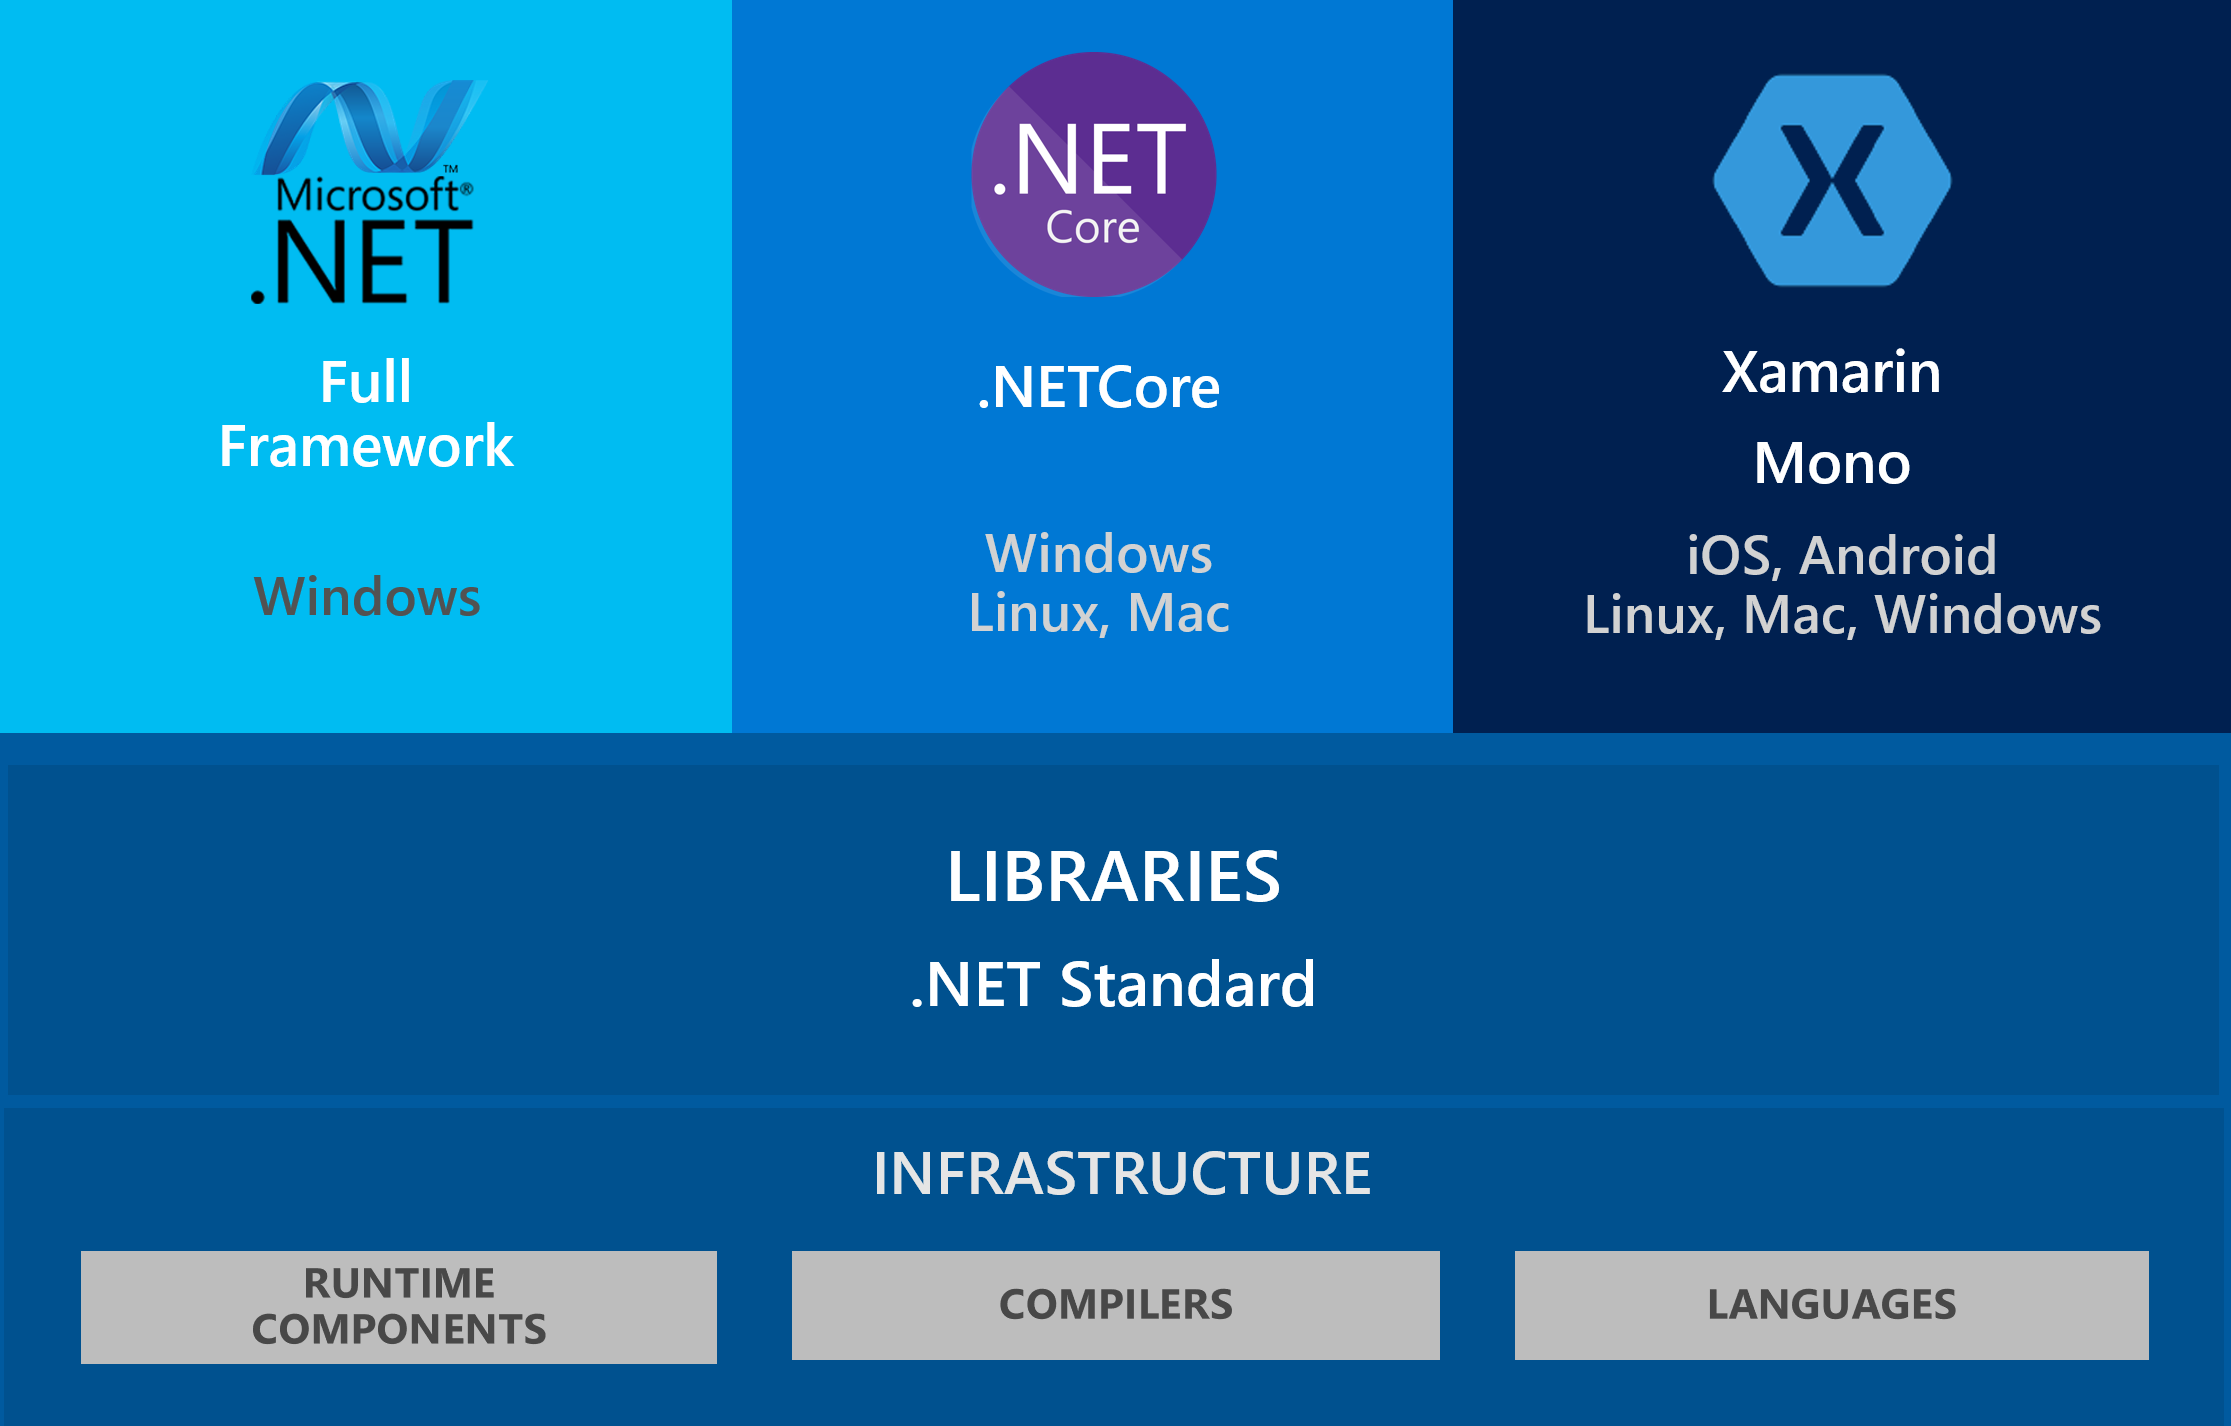 Microsoft®
.NET
™
Full
Framework
Windows
.NET
Core
.NETCore
Windows
Linux, Mac
X
Xamarin
Mono
iOS, Android
Linux, Mac, Windows
LIBRARIES
.NET Standard
INFRASTRUCTURE
RUNTIME
COMPONENTS
COMPILERS
LANGUAGES